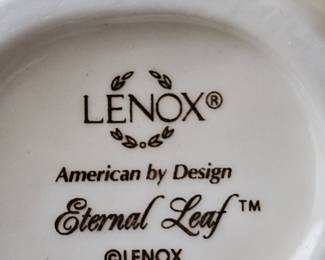 LENOX®
American by Design
Eternal Leaf™
©LENOX